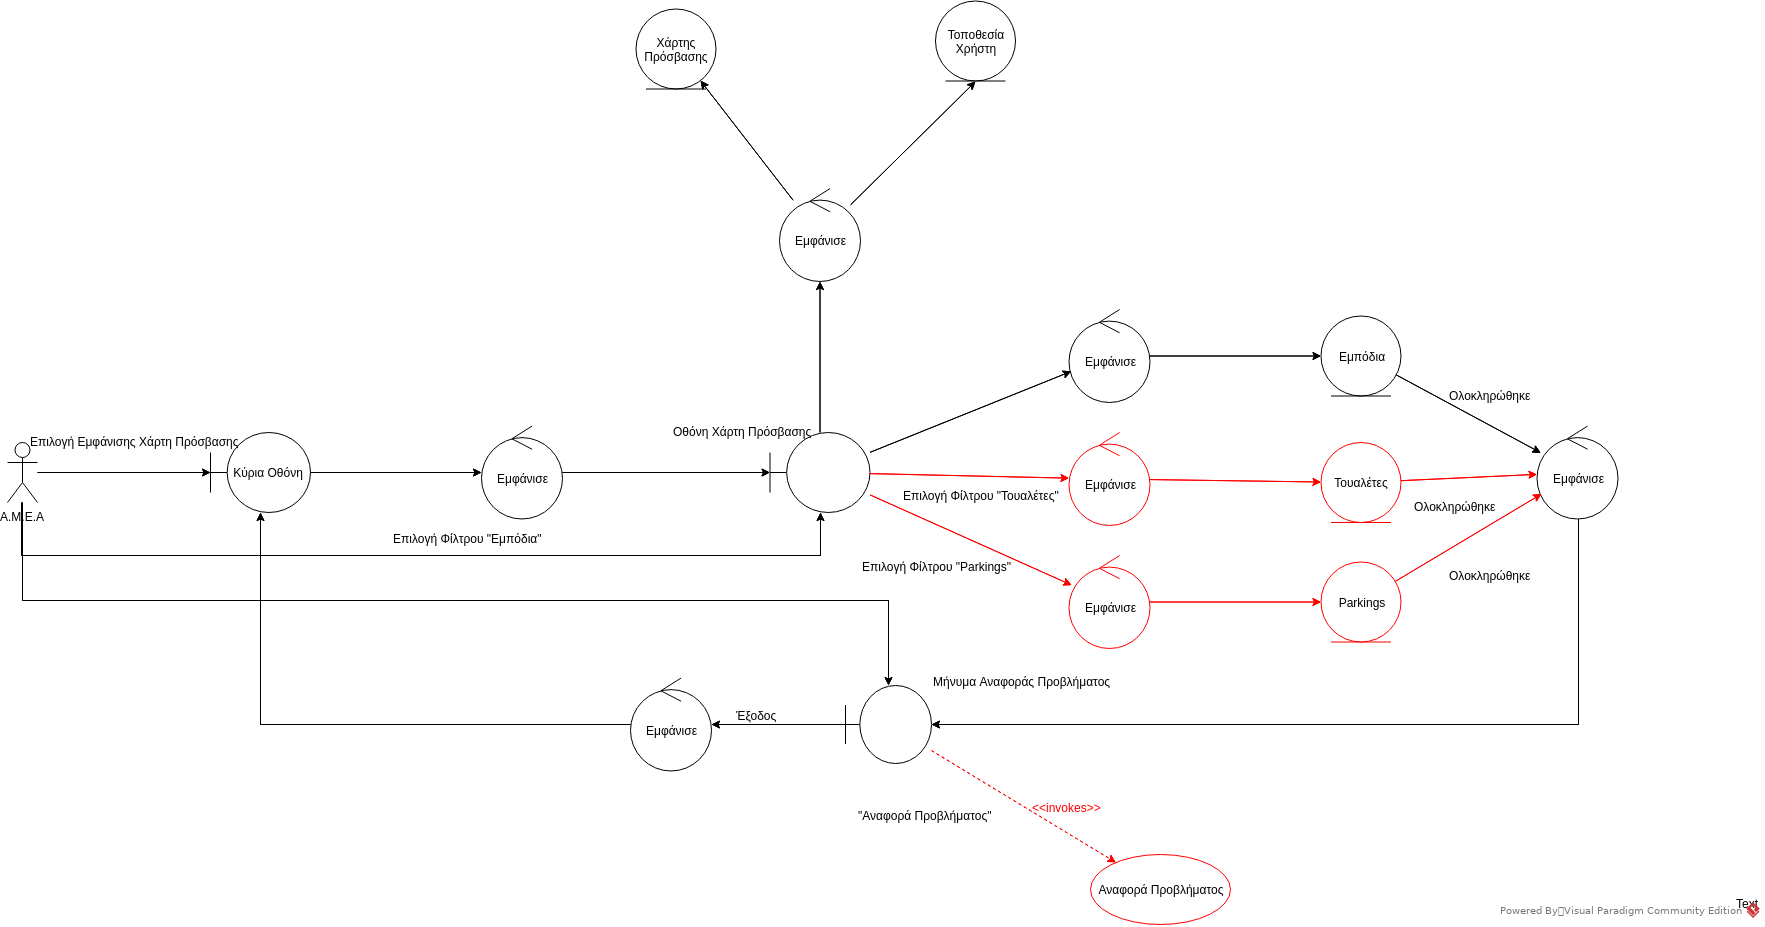 Χάρτης
Πρόσβασης
Τοποθεσία
Χρήστη
Εμφάνισε
Εμφάνισε
Εμπόδια
Ολοκληρώθηκε
Επιλογή Εμφάνισης Χάρτη Πρόσβασης
Οθόνη Χάρτη Πρόσβασης
Κύρια Οθόνη
Εμφάνισε
Εμφάνισε
Τουαλέτες
Εμφάνισε
Επιλογή Φίλτρου "Τουαλέτες"
Ολοκληρώθηκε
Α.Μ.Ε.Α
Επιλογή Φίλτρου "Εμπόδια"
Επιλογή Φίλτρου "Parkings"
Ολοκληρώθηκε
Εμφάνισε
Parkings
Μήνυμα Αναφοράς Προβλήματος
Έξοδος
Εμφάνισε
<<invokes>>
"Αναφορά Προβλήματος"
Αναφορά Προβλήματος
Text
Powered By Visual Paradigm Community Edition